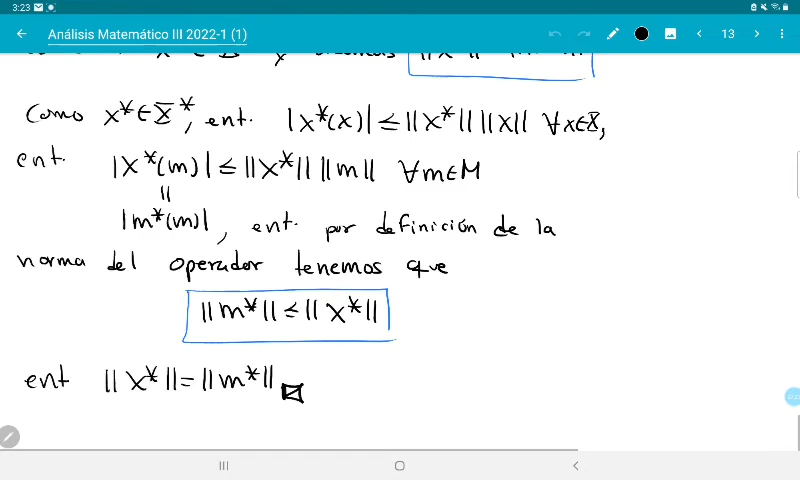 3:23
Análisis Matemático III 2022-1 (1)
13
Como x* ∈ X*, ent. |x*(x)| ≤ ||x*|| ||x|| ∀x∈X,
ent. |x*(m)| ≤ ||x*|| ||m|| ∀m∈M
||
|m*(m)|, ent. por definición de la
norma del operador tenemos que
||m*|| ≤ ||x*||
ent ||x*|| = ||m*||